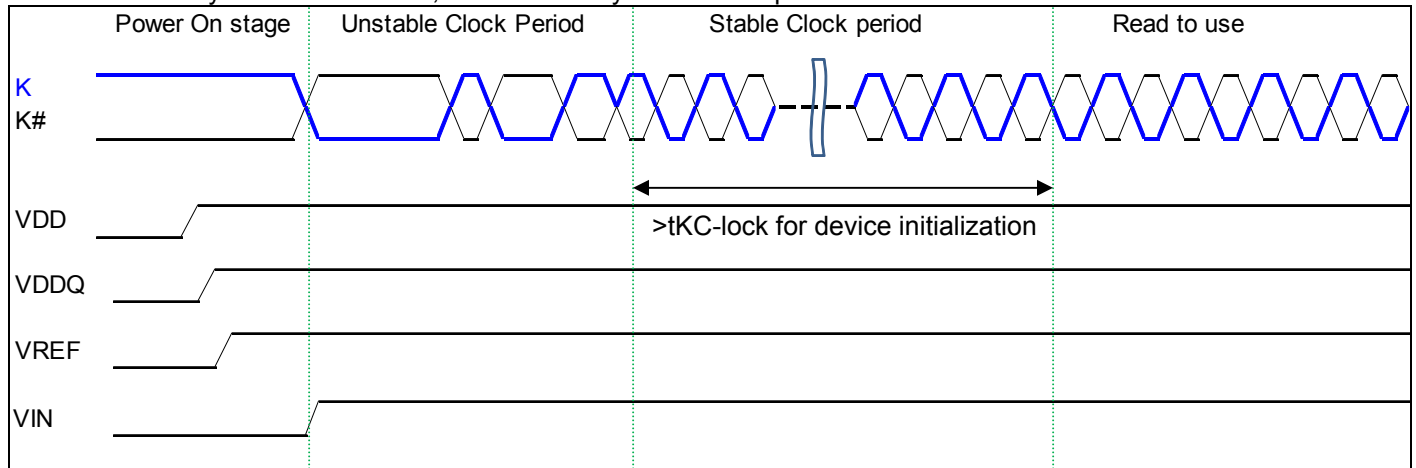 Power On stage Unstable Clock Period Stable Clock period Read to use
K
K#
VDD
>tKC-lock for device initialization
VDDQ
VREF
VIN